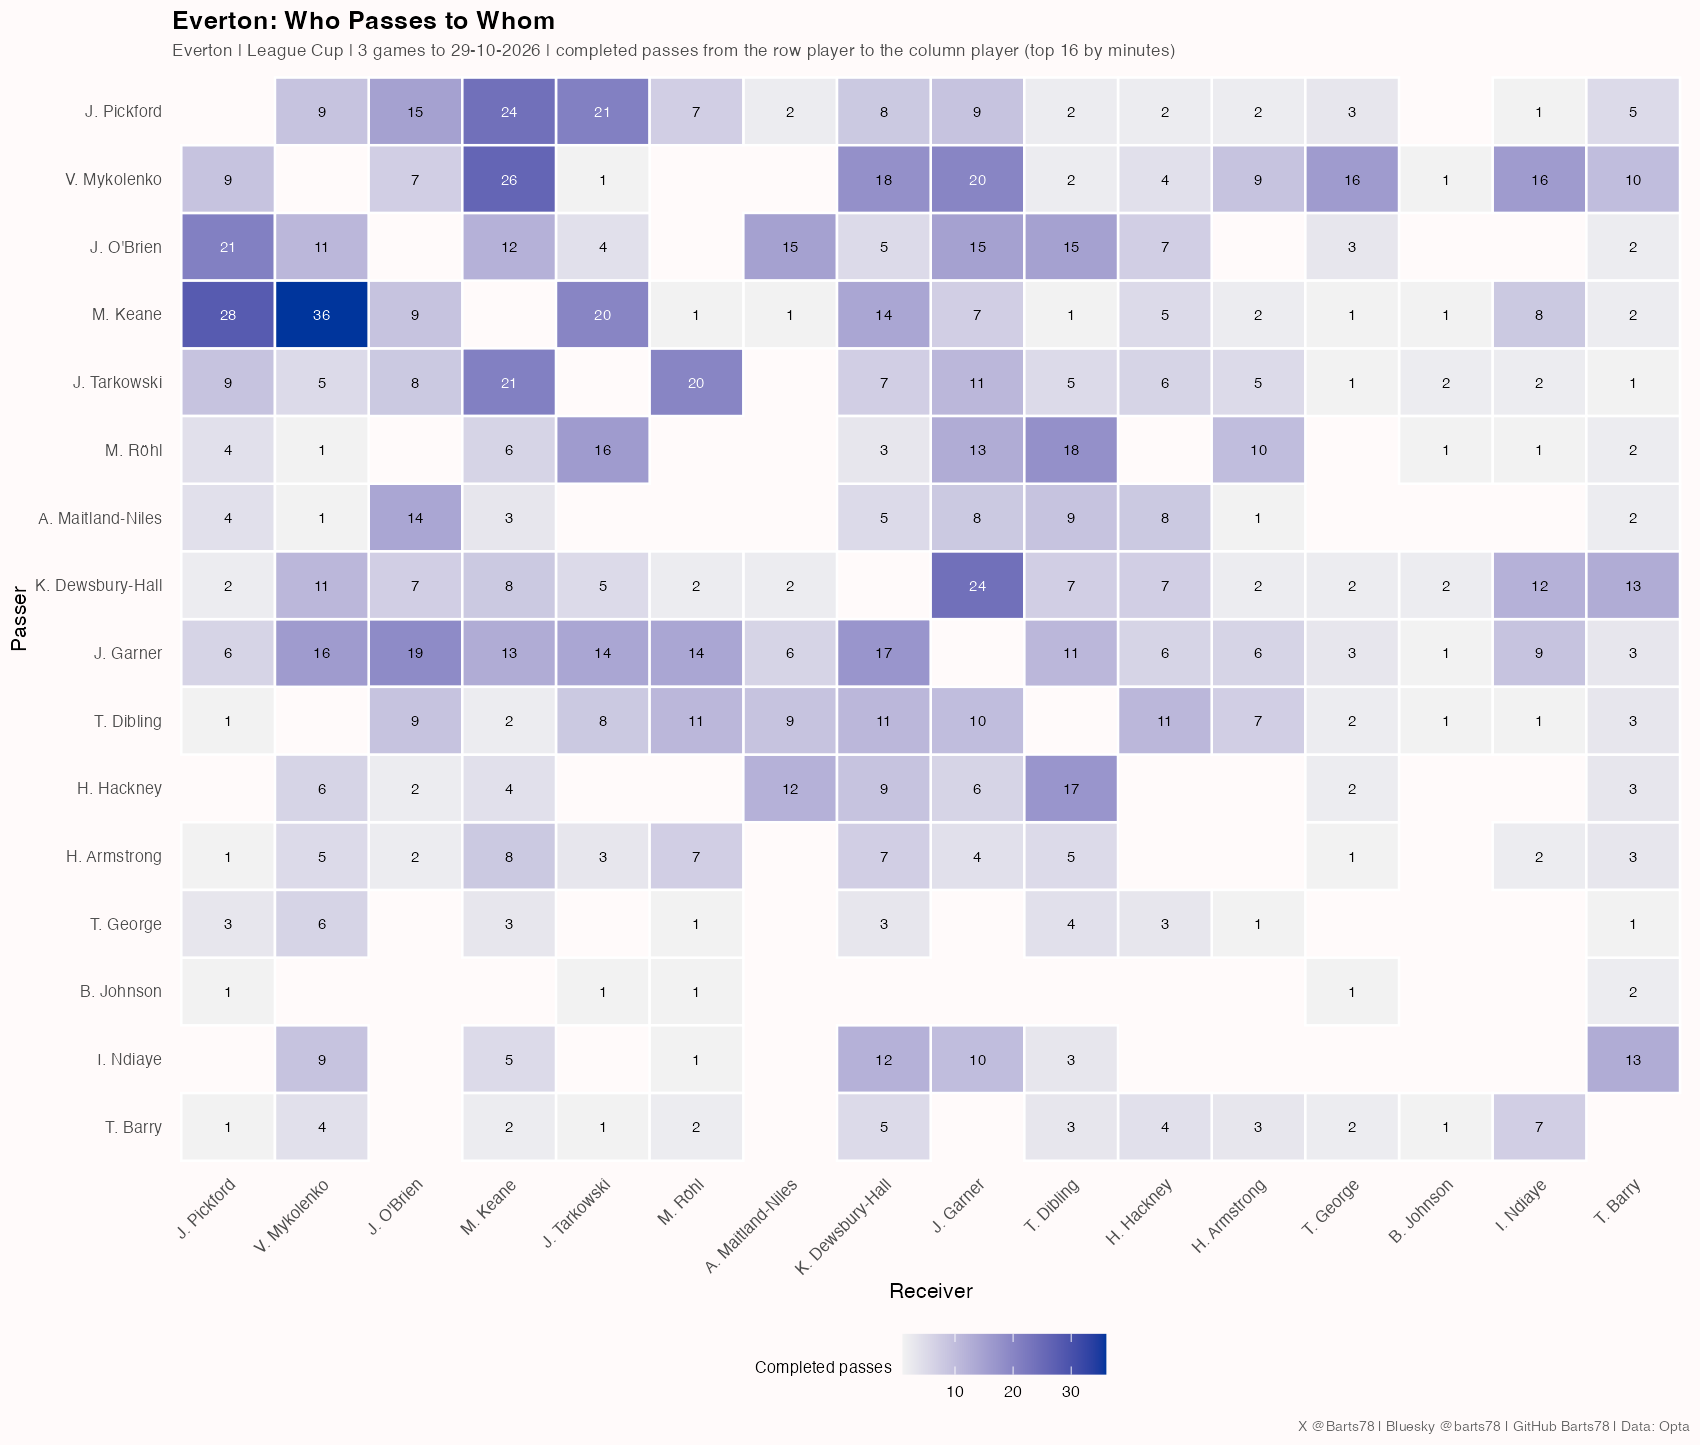 Everton: Who Passes to Whom
Everton | League Cup | 3 games to 29-10-2026 | completed passes from the row player to the column player (top 16 by minutes)
J. Pickford 9 15 24 21 7 2 8 9 2 2 2 3 1 5
V. Mykolenko 9 7 26 1 18 20 2 4 9 16 1 16 10
J. O'Brien 21 11 12 4 15 5 15 15 7 3 2
M. Keane 28 36 9 20 1 1 14 7 1 5 2 1 1 8 2
J. Tarkowski 9 5 8 21 20 7 11 5 6 5 1 2 2 1
M. Röhl 4 1 6 16 3 13 18 10 1 1 2
A. Maitland-Niles 4 1 14 3 5 8 9 8 1 2
K. Dewsbury-Hall 2 11 7 8 5 2 2 24 7 7 2 2 2 12 13
J. Garner 6 16 19 13 14 14 6 17 11 6 6 3 1 9 3
T. Dibling 1 9 2 8 11 9 11 10 11 7 2 1 1 3
H. Hackney 6 2 4 12 9 6 17 2 3
H. Armstrong 1 5 2 8 3 7 7 4 5 1 2 3
T. George 3 6 3 1 3 4 3 1 1
B. Johnson 1 1 1 1 2
I. Ndiaye 9 5 1 12 10 3 13
T. Barry 1 4 2 1 2 5 3 4 3 2 1 7
Passer
J. Pickford V. Mykolenko J. O'Brien M. Keane J. Tarkowski M. Röhl A. Maitland-Niles K. Dewsbury-Hall J. Garner T. Dibling H. Hackney H. Armstrong T. George B. Johnson I. Ndiaye T. Barry
Receiver
Completed passes
10 20 30
X @Barts78 | Bluesky @barts78 | GitHub Barts78 | Data: Opta